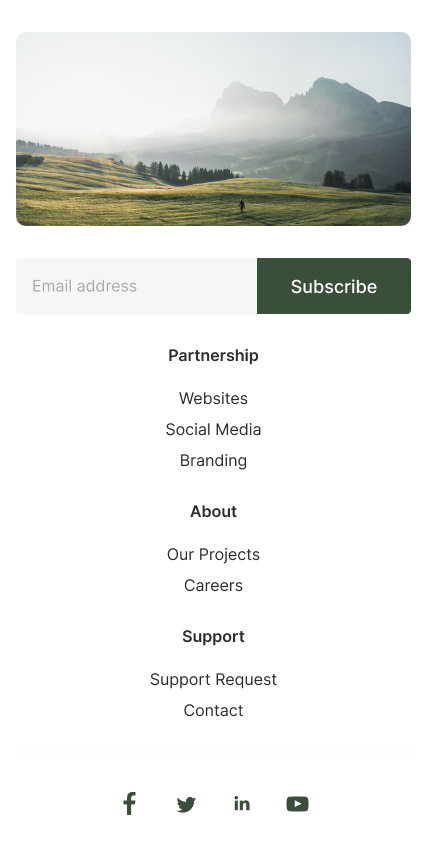 Email address
Subscribe
Partnership
Websites
Social Media
Branding
About
Our Projects
Careers
Support
Support Request
Contact